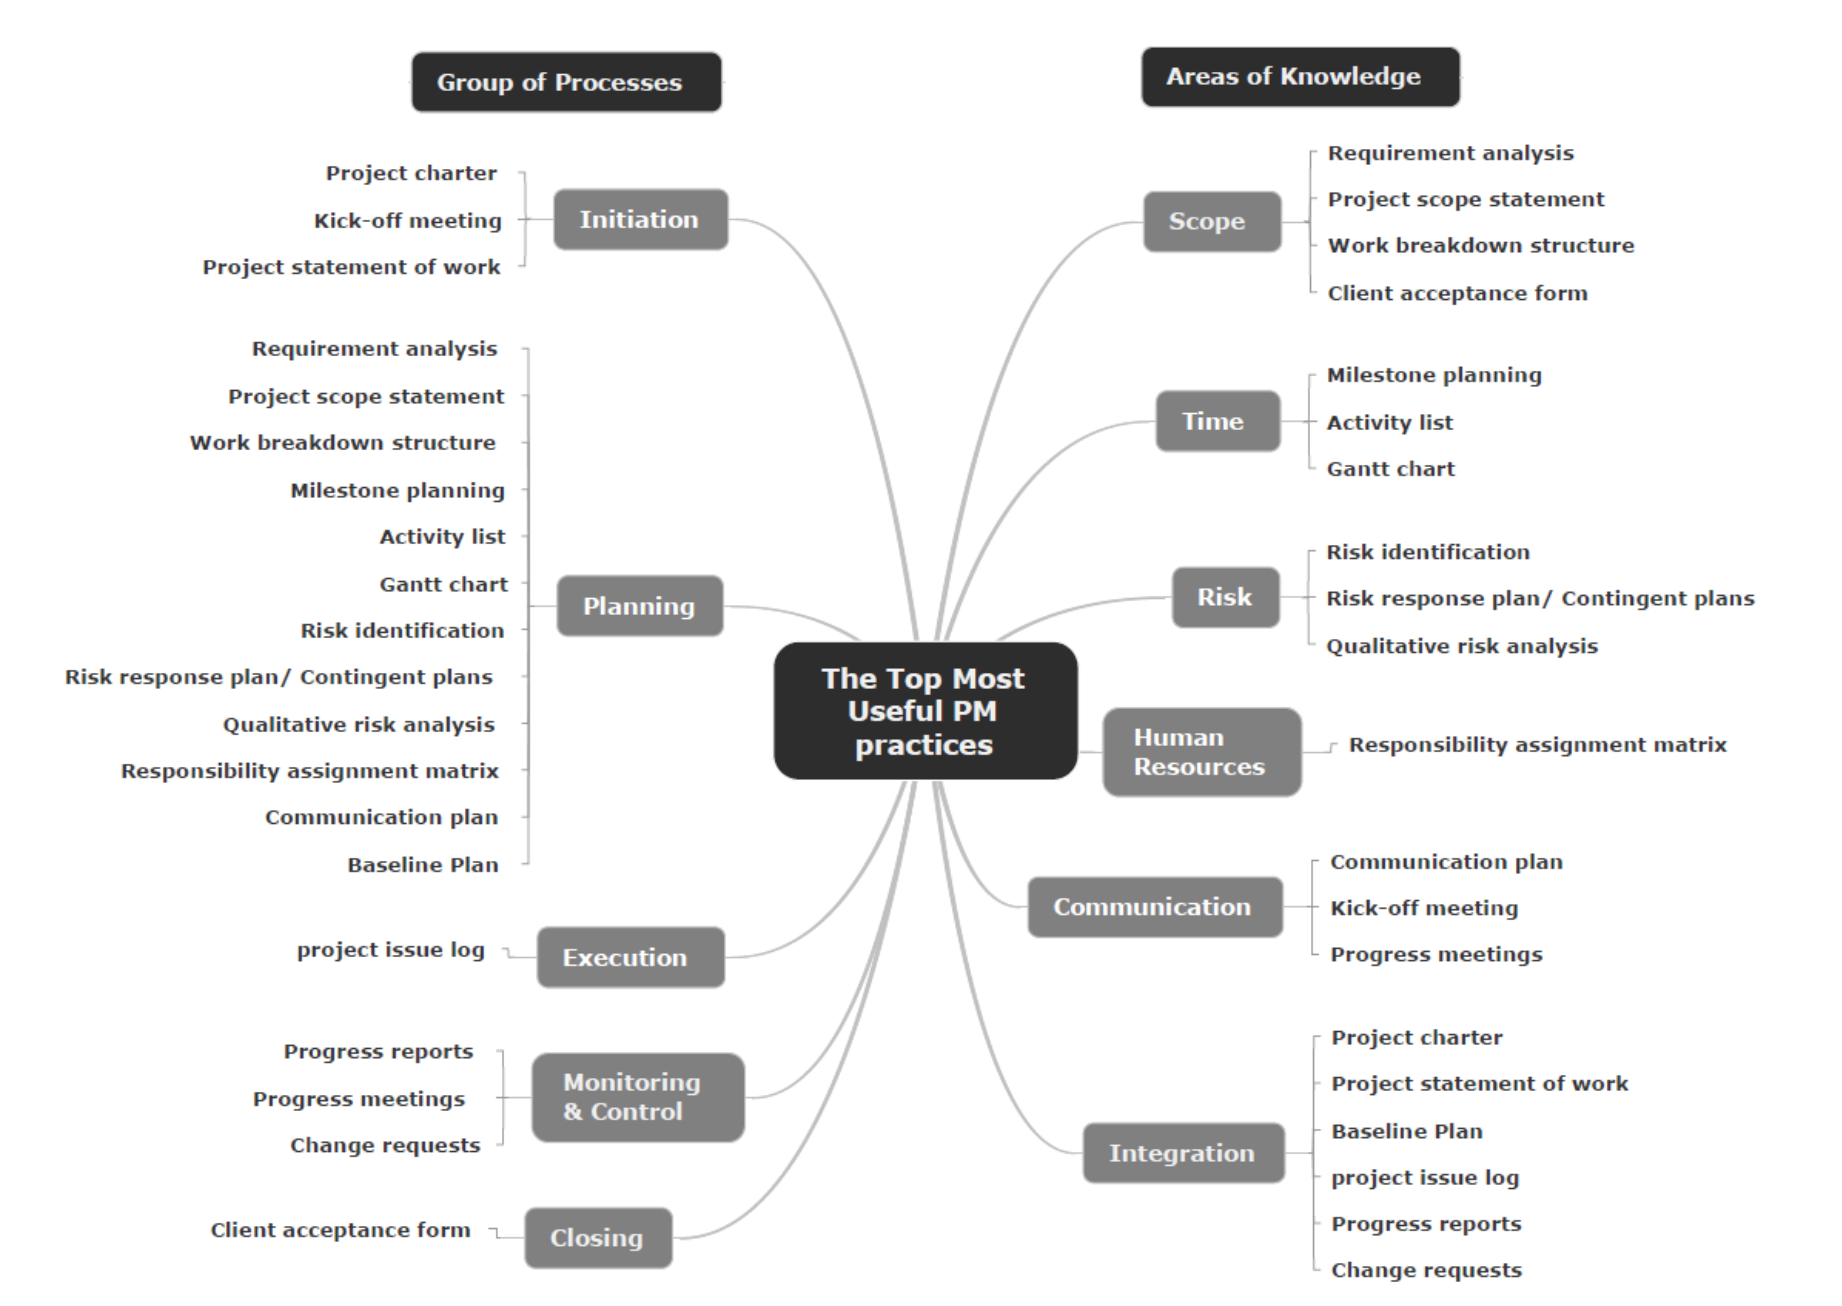 Group of Processes
Project charter
Kick-off meeting
Project statement of work
Initiation
Requirement analysis
Project scope statement
Work breakdown structure
Milestone planning
Activity list
Gantt chart
Risk identification
Risk response plan/ Contingent plans
Qualitative risk analysis
Responsibility assignment matrix
Communication plan
Baseline Plan
Planning
project issue log
Execution
Progress reports
Progress meetings
Change requests
Monitoring
& Control
Client acceptance form
Closing
The Top Most
Useful PM
practices
Areas of Knowledge
Scope
Requirement analysis
Project scope statement
Work breakdown structure
Client acceptance form
Time
Milestone planning
Activity list
Gantt chart
Risk
Risk identification
Risk response plan/ Contingent plans
Qualitative risk analysis
Human
Resources
Responsibility assignment matrix
Communication
Communication plan
Kick-off meeting
Progress meetings
Integration
Project charter
Project statement of work
Baseline Plan
project issue log
Progress reports
Change requests